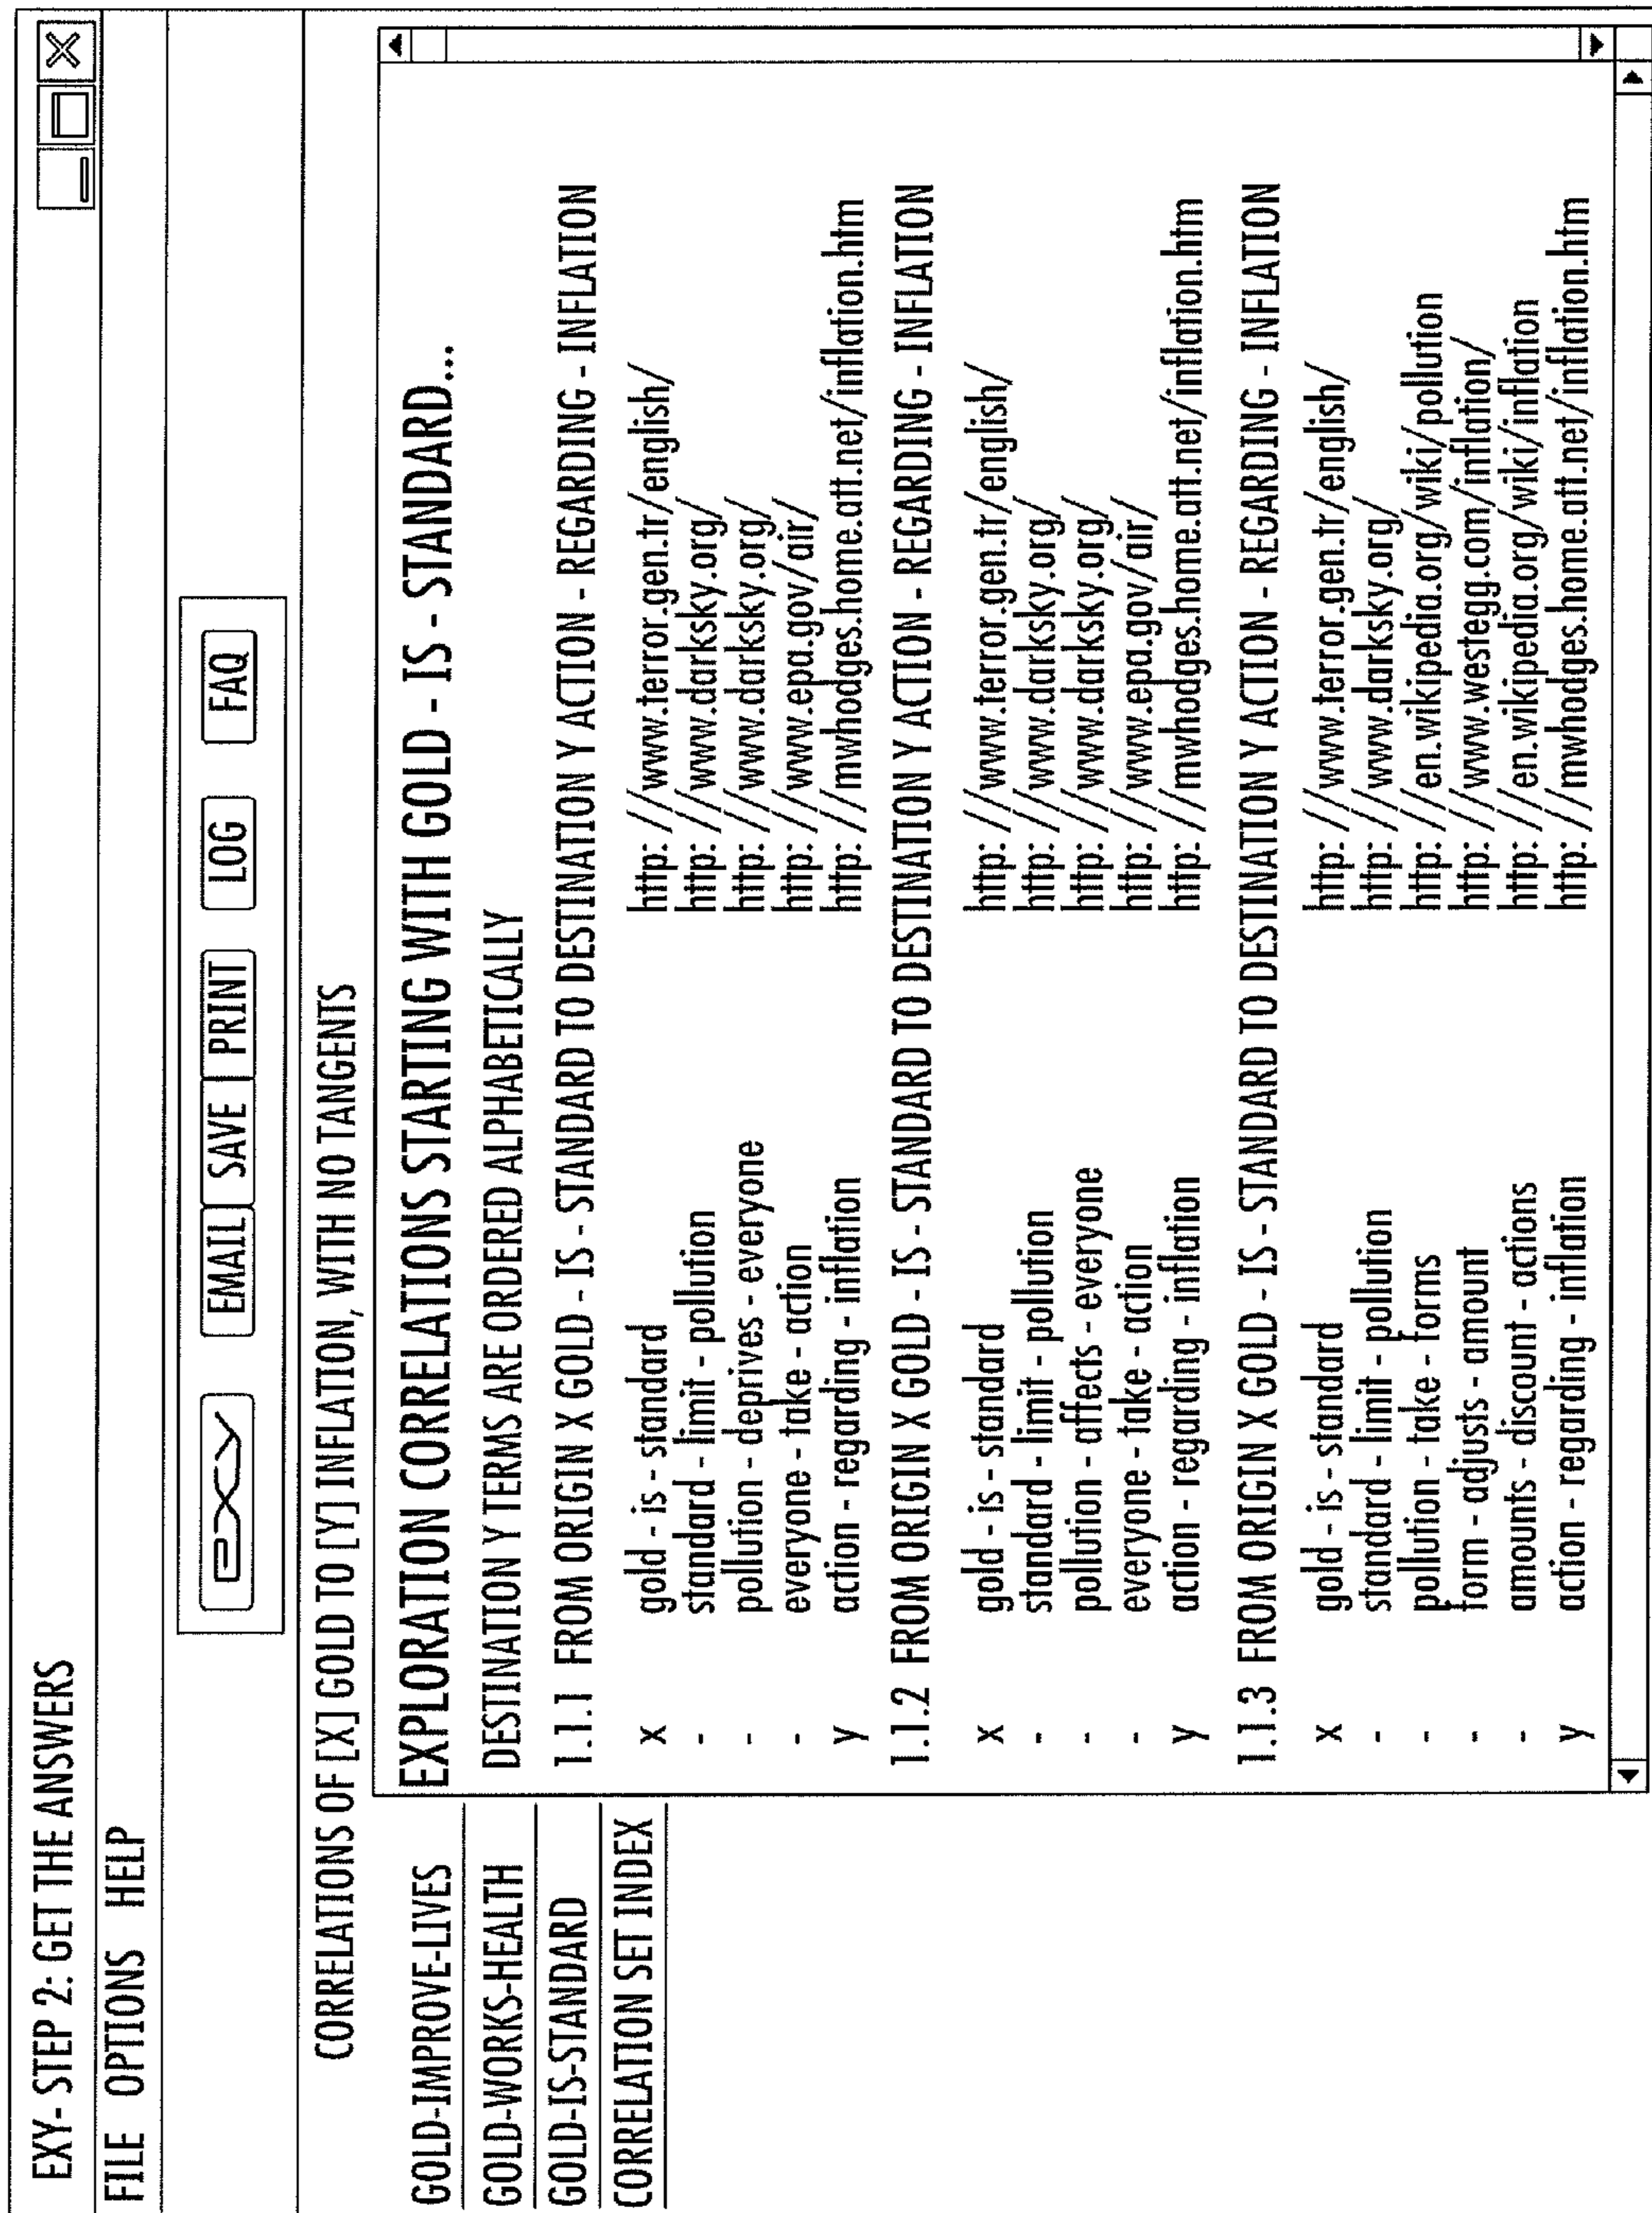 EXY- STEP 2: GET THE ANSWERS
FILE OPTIONS HELP
exy EMAIL SAVE PRINT LOG FAQ
CORRELATIONS OF [X] GOLD TO [Y] INFLATION, WITH NO TANGENTS
GOLD-IMPROVE-LIVES
GOLD-WORKS-HEALTH
GOLD-IS-STANDARD
CORRELATION SET INDEX
EXPLORATION CORRELATIONS STARTING WITH GOLD - IS - STANDARD...
DESTINATION Y TERMS ARE ORDERED ALPHABETICALLY
1.1.1 FROM ORIGIN X GOLD - IS - STANDARD TO DESTINATION Y ACTION - REGARDING - INFLATION
x gold - is - standard http: //www.terror.gen.tr/english/
- standard - limit - pollution http: //www.darksky.org/
- pollution - deprives - everyone http: //www.darksky.org/
- everyone - take - action http: //www.epa.gov/air/
y action - regarding - inflation http: //mwhodges.home.att.net/inflation.htm
1.1.2 FROM ORIGIN X GOLD - IS - STANDARD TO DESTINATION Y ACTION - REGARDING - INFLATION
x gold - is - standard http: //www.terror.gen.tr/english/
- standard - limit - pollution http: //www.darksky.org/
- pollution - affects - everyone http: //www.darksky.org/
- everyone - take - action http: //www.epa.gov/air/
y action - regarding - inflation http: //mwhodges.home.att.net/inflation.htm
1.1.3 FROM ORIGIN X GOLD - IS - STANDARD TO DESTINATION Y ACTION - REGARDING - INFLATION
x gold - is - standard http: //www.terror.gen.tr/english/
- standard - limit - pollution http: //www.darksky.org/
- pollution - take - forms http: //en.wikipedia.org/wiki/pollution
- form - adjusts - amount http: //www.westegg.com/inflation/
- amounts - discount - actions http: //en.wikipedia.org/wiki/inflation
y action - regarding - inflation http: //mwhodges.home.att.net/inflation.htm